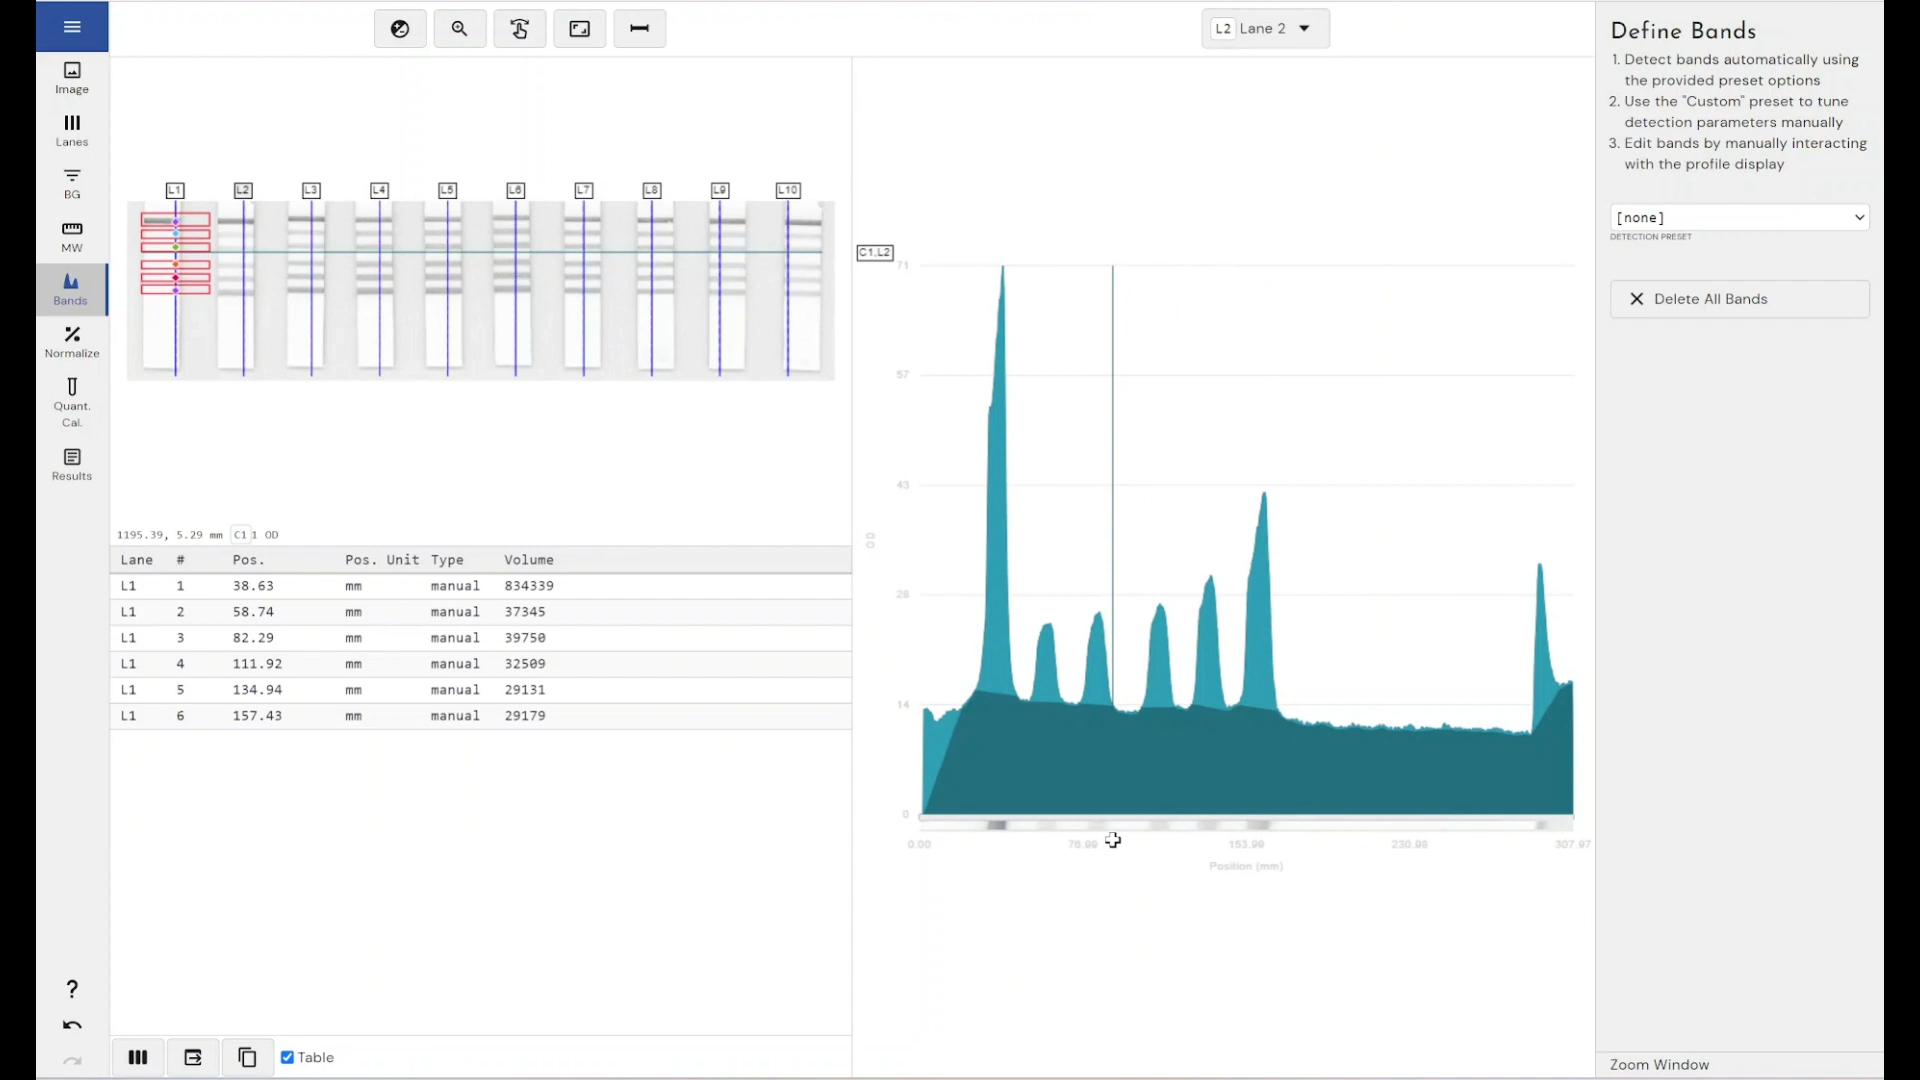 L2 Lane 2
Define Bands
1. Detect bands automatically using
the provided preset options
2. Use the "Custom" preset to tune
detection parameters manually
3. Edit bands by manually interacting
with the profile display
[none]
DETECTION PRESET
Delete All Bands
Image
Lanes
BG
MW
Bands
Normalize
Quant.
Cal.
Results
L1 L2 L3 L4 L5 L6 L7 L8 L9 L10
C1,L2
71
57
43
28
14
0
OD
0.00 76.99 153.99 230.98 307.97
Position (mm)
1195.39, 5.29 mm C1 1 OD
Lane # Pos. Pos. Unit Type Volume
L1 1 38.63 mm manual 834339
L1 2 58.74 mm manual 37345
L1 3 82.29 mm manual 39750
L1 4 111.92 mm manual 32509
L1 5 134.94 mm manual 29131
L1 6 157.43 mm manual 29179
?
Table
Zoom Window